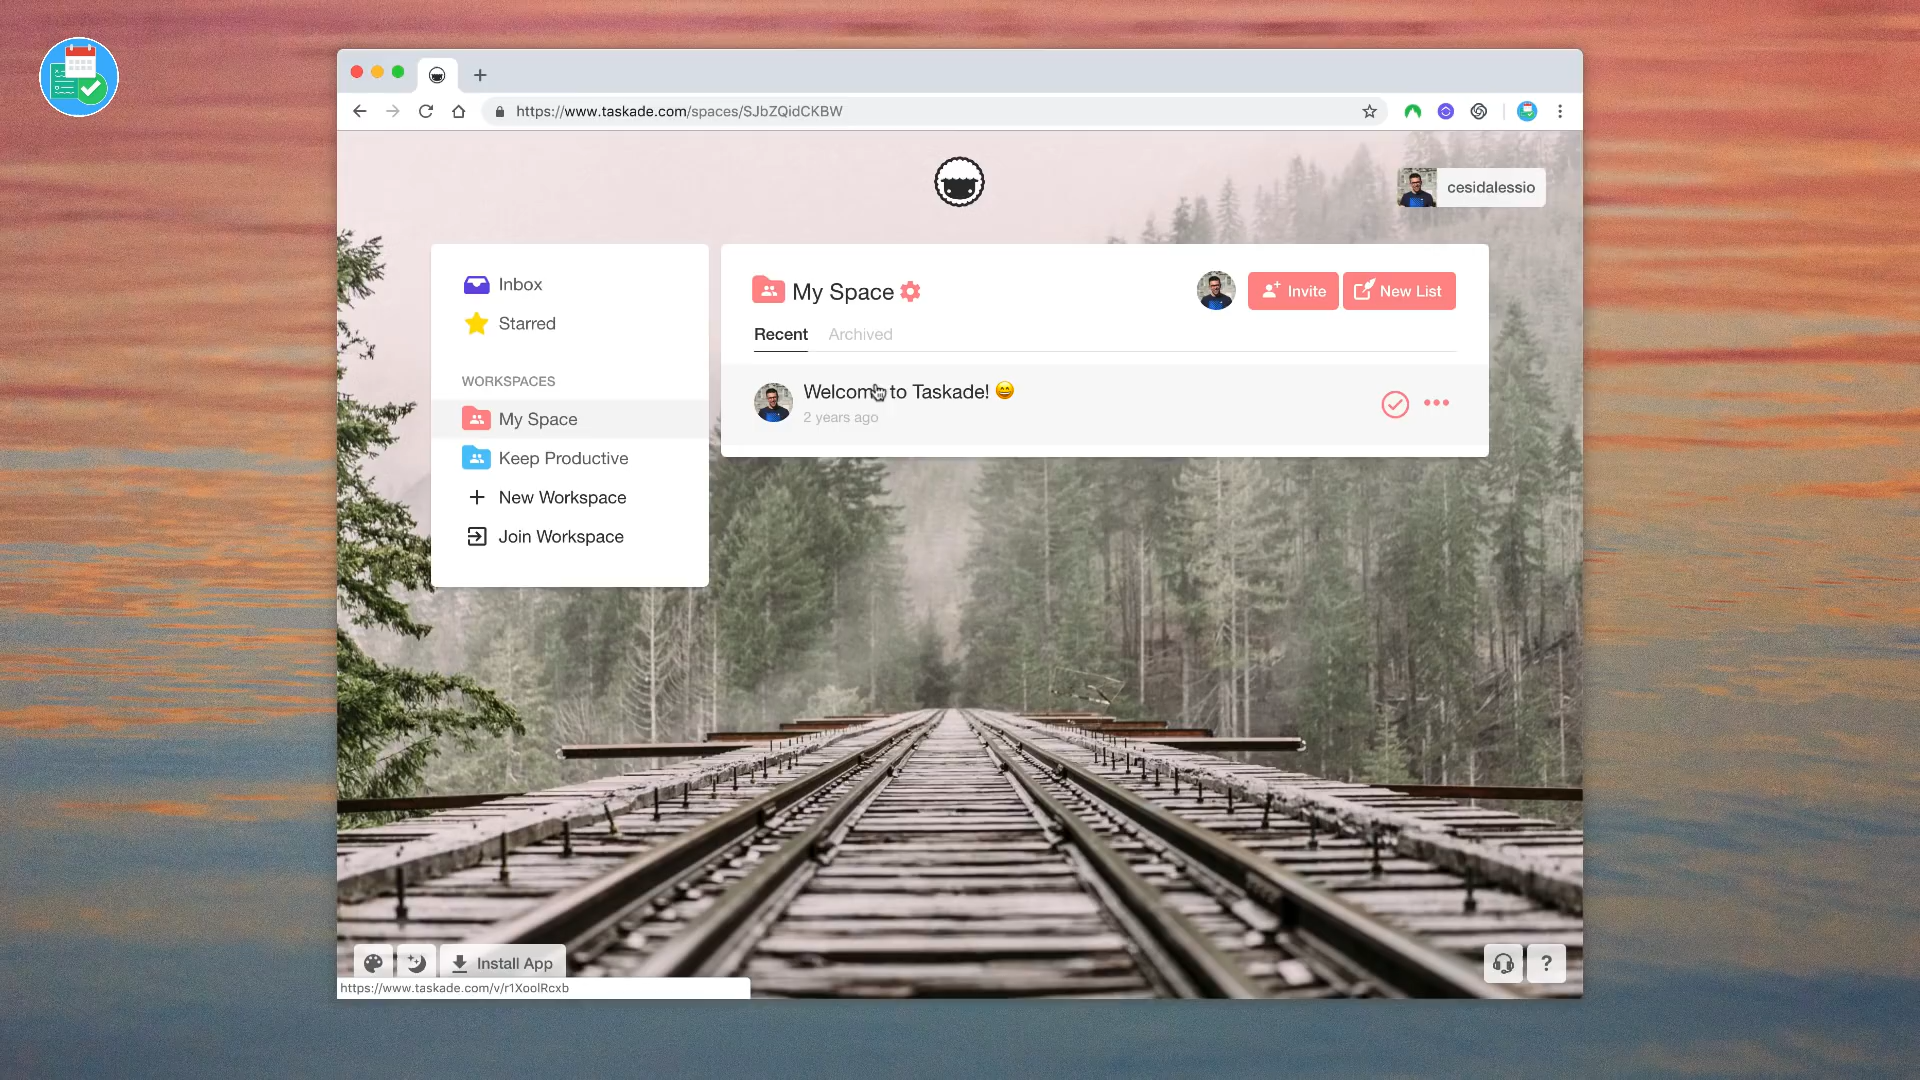 https://www.taskade.com/spaces/SJbZQidCKBW
cesidalessio
Inbox
Starred
WORKSPACES
My Space
Keep Productive
New Workspace
Join Workspace
My Space
Invite
New List
Recent
Archived
Welcome to Taskade! 😄
2 years ago
Install App
?
https://www.taskade.com/v/r1XoolRcxb